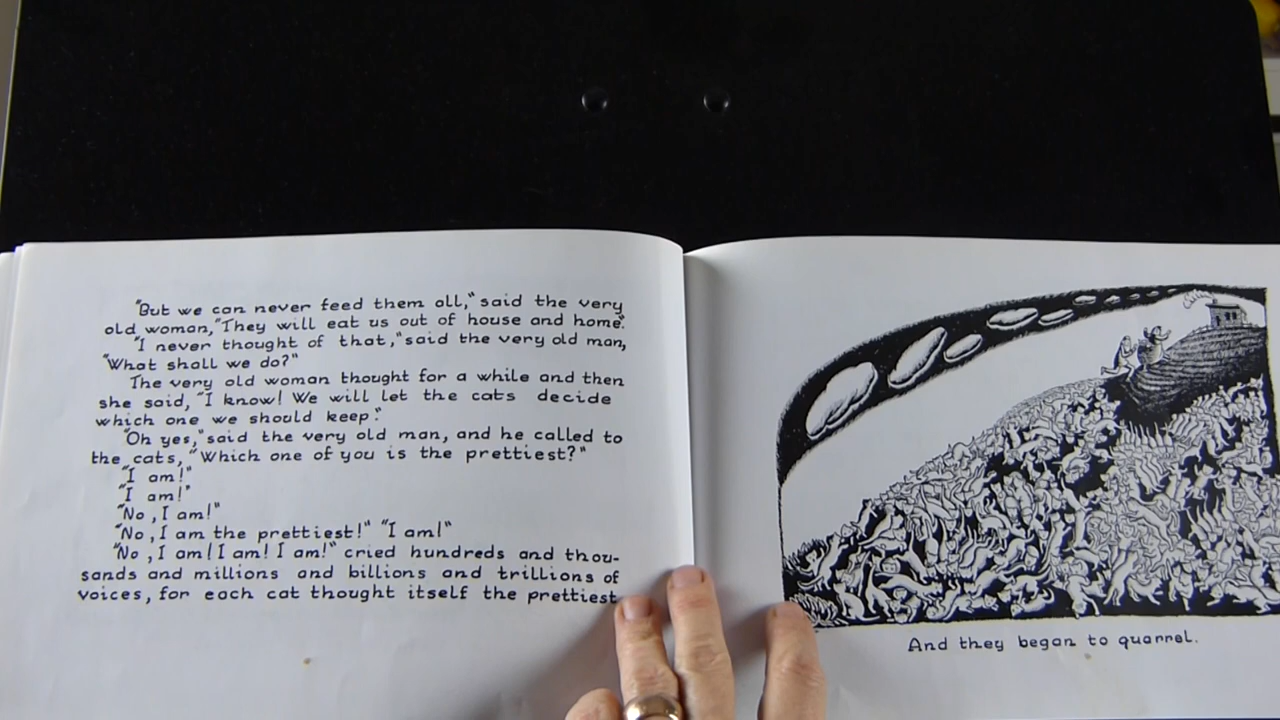 "But we can never feed them all," said the very
old woman, "They will eat us out of house and home."
"I never thought of that," said the very old man,
"What shall we do?"
The very old woman thought for a while and then
she said, "I know! We will let the cats decide
which one we should keep."
"Oh yes," said the very old man, and he called to
the cats, "Which one of you is the prettiest?"
"I am!"
"I am!"
"No, I am!"
"No, I am the prettiest!" "I am!"
"No, I am! I am! I am!" cried hundreds and thou-
sands and millions and billions and trillions of
voices, for each cat thought itself the prettiest
And they began to quarrel.